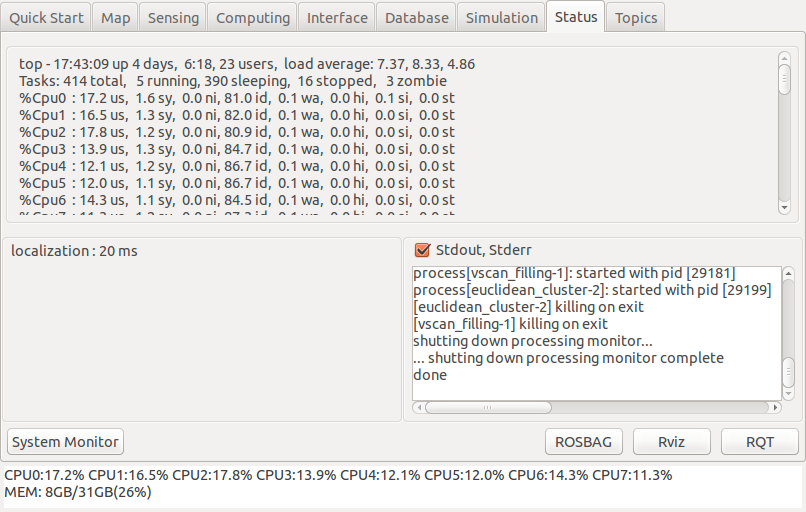 Quick Start Map Sensing Computing Interface Database Simulation Status Topics
top - 17:43:09 up 4 days,  6:18, 23 users,  load average: 7.37, 8.33, 4.86
Tasks: 414 total,   5 running, 390 sleeping,  16 stopped,   3 zombie
%Cpu0  : 17.2 us,  1.6 sy,  0.0 ni, 81.0 id,  0.1 wa,  0.0 hi,  0.1 si,  0.0 st
%Cpu1  : 16.5 us,  1.3 sy,  0.0 ni, 82.0 id,  0.1 wa,  0.0 hi,  0.0 si,  0.0 st
%Cpu2  : 17.8 us,  1.2 sy,  0.0 ni, 80.9 id,  0.1 wa,  0.0 hi,  0.0 si,  0.0 st
%Cpu3  : 13.9 us,  1.3 sy,  0.0 ni, 84.7 id,  0.1 wa,  0.0 hi,  0.0 si,  0.0 st
%Cpu4  : 12.1 us,  1.2 sy,  0.0 ni, 86.7 id,  0.1 wa,  0.0 hi,  0.0 si,  0.0 st
%Cpu5  : 12.0 us,  1.1 sy,  0.0 ni, 86.7 id,  0.1 wa,  0.0 hi,  0.0 si,  0.0 st
%Cpu6  : 14.3 us,  1.1 sy,  0.0 ni, 84.5 id,  0.1 wa,  0.0 hi,  0.0 si,  0.0 st
localization : 20 ms
Stdout, Stderr
process[vscan_filling-1]: started with pid [29181]
process[euclidean_cluster-2]: started with pid [29199]
[euclidean_cluster-2] killing on exit
[vscan_filling-1] killing on exit
shutting down processing monitor...
... shutting down processing monitor complete
done
System Monitor ROSBAG Rviz RQT
CPU0:17.2% CPU1:16.5% CPU2:17.8% CPU3:13.9% CPU4:12.1% CPU5:12.0% CPU6:14.3% CPU7:11.3%
MEM: 8GB/31GB(26%)